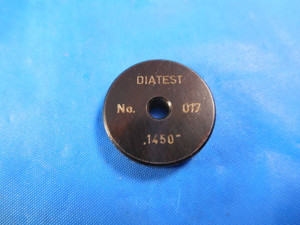 DIATEST
No. 017
.1450"